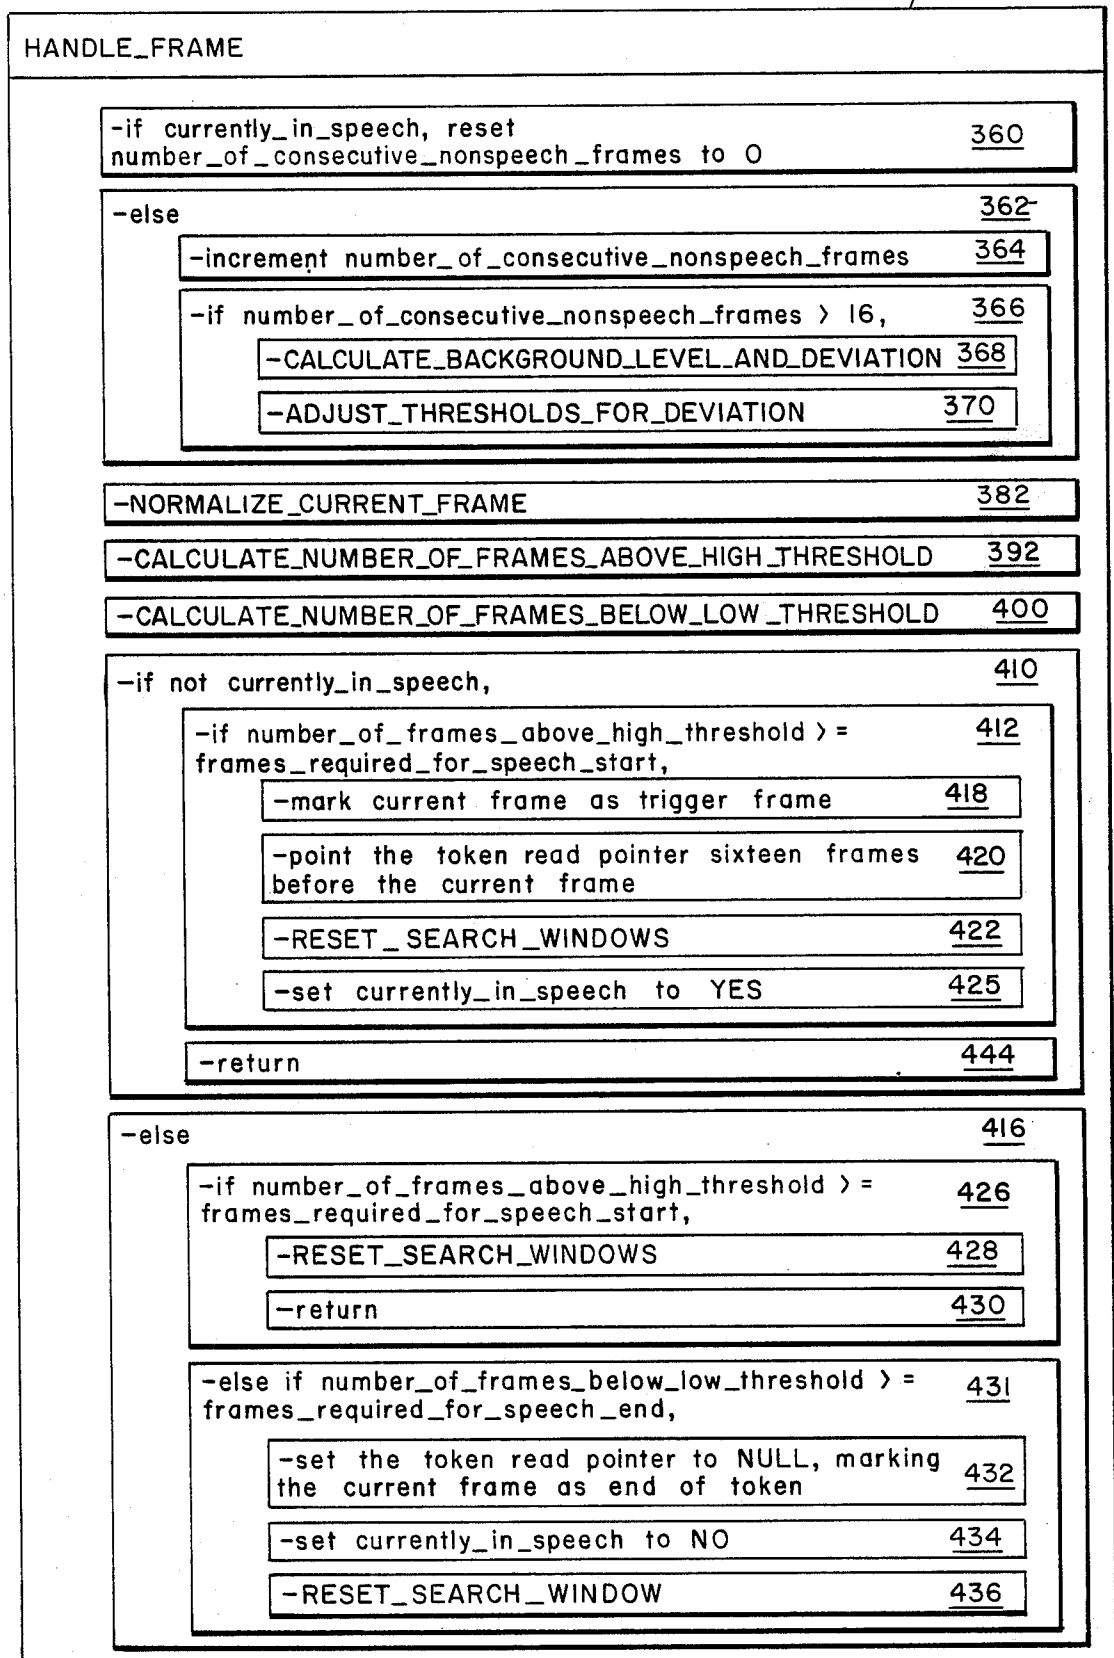 HANDLE_FRAME
-if currently_in_speech, reset 360
number_of_consecutive_nonspeech_frames to 0
-else 362
-increment number_of_consecutive_nonspeech_frames 364
-if number_of_consecutive_nonspeech_frames > 16, 366
-CALCULATE_BACKGROUND_LEVEL_AND_DEVIATION 368
-ADJUST_THRESHOLDS_FOR_DEVIATION 370
-NORMALIZE_CURRENT_FRAME 382
-CALCULATE_NUMBER_OF_FRAMES_ABOVE_HIGH_THRESHOLD 392
-CALCULATE_NUMBER_OF_FRAMES_BELOW_LOW_THRESHOLD 400
-if not currently_in_speech, 410
-if number_of_frames_above_high_threshold >= 412
frames_required_for_speech_start,
-mark current frame as trigger frame 418
-point the token read pointer sixteen frames 420
before the current frame
-RESET_SEARCH_WINDOWS 422
-set currently_in_speech to YES 425
-return 444
-else 416
-if number_of_frames_above_high_threshold >= 426
frames_required_for_speech_start,
-RESET_SEARCH_WINDOWS 428
-return 430
-else if number_of_frames_below_low_threshold >= 431
frames_required_for_speech_end,
-set the token read pointer to NULL, marking 432
the current frame as end of token
-set currently_in_speech to NO 434
-RESET_SEARCH_WINDOW 436